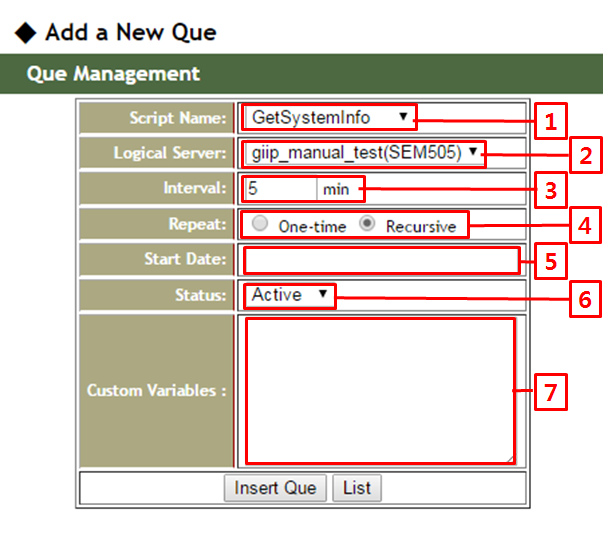 ◆ Add a New Que
Que Management
Script Name: GetSystemInfo 1
Logical Server: giip_manual_test(SEM505) 2
Interval: 5 min 3
Repeat: One-time Recursive 4
Start Date: 5
Status: Active 6
Custom Variables : 7
Insert Que List